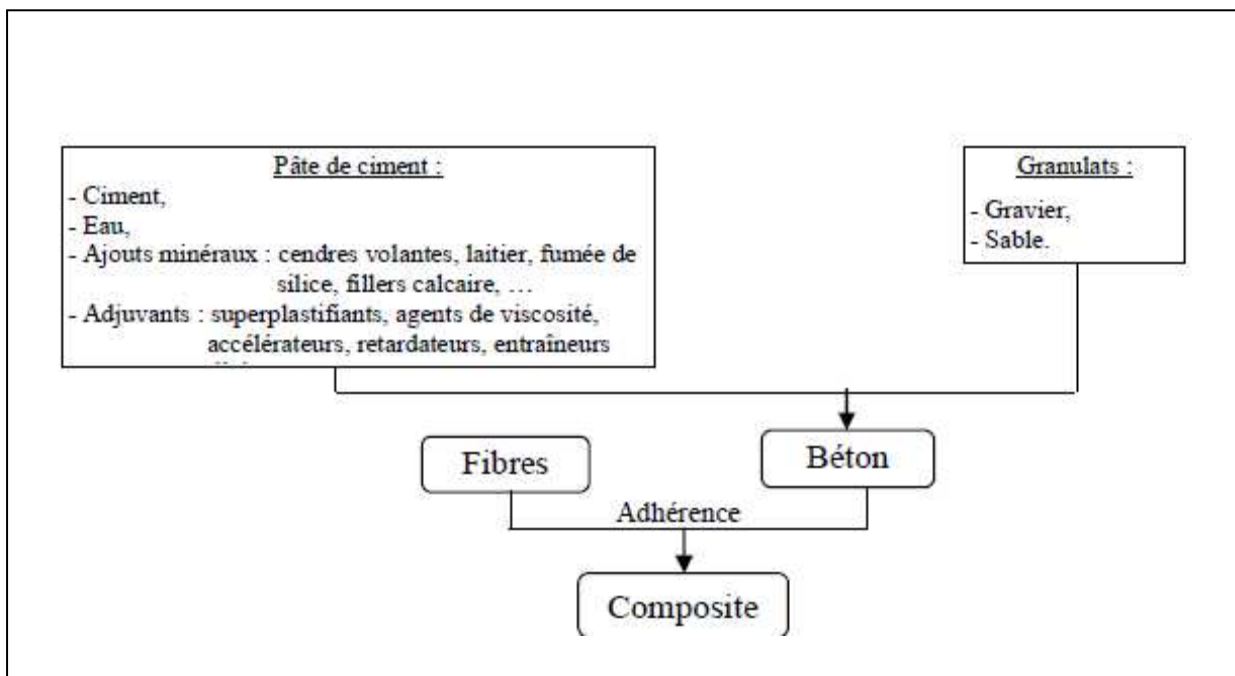 Pâte de ciment :
- Ciment,
- Eau,
- Ajouts minéraux : cendres volantes, laitier, fumée de
silice, fillers calcaire, …
- Adjuvants : superplastifiants, agents de viscosité,
accélérateurs, retardateurs, entraîneurs
Granulats :
- Gravier,
- Sable.
Fibres
Béton
Adhérence
Composite